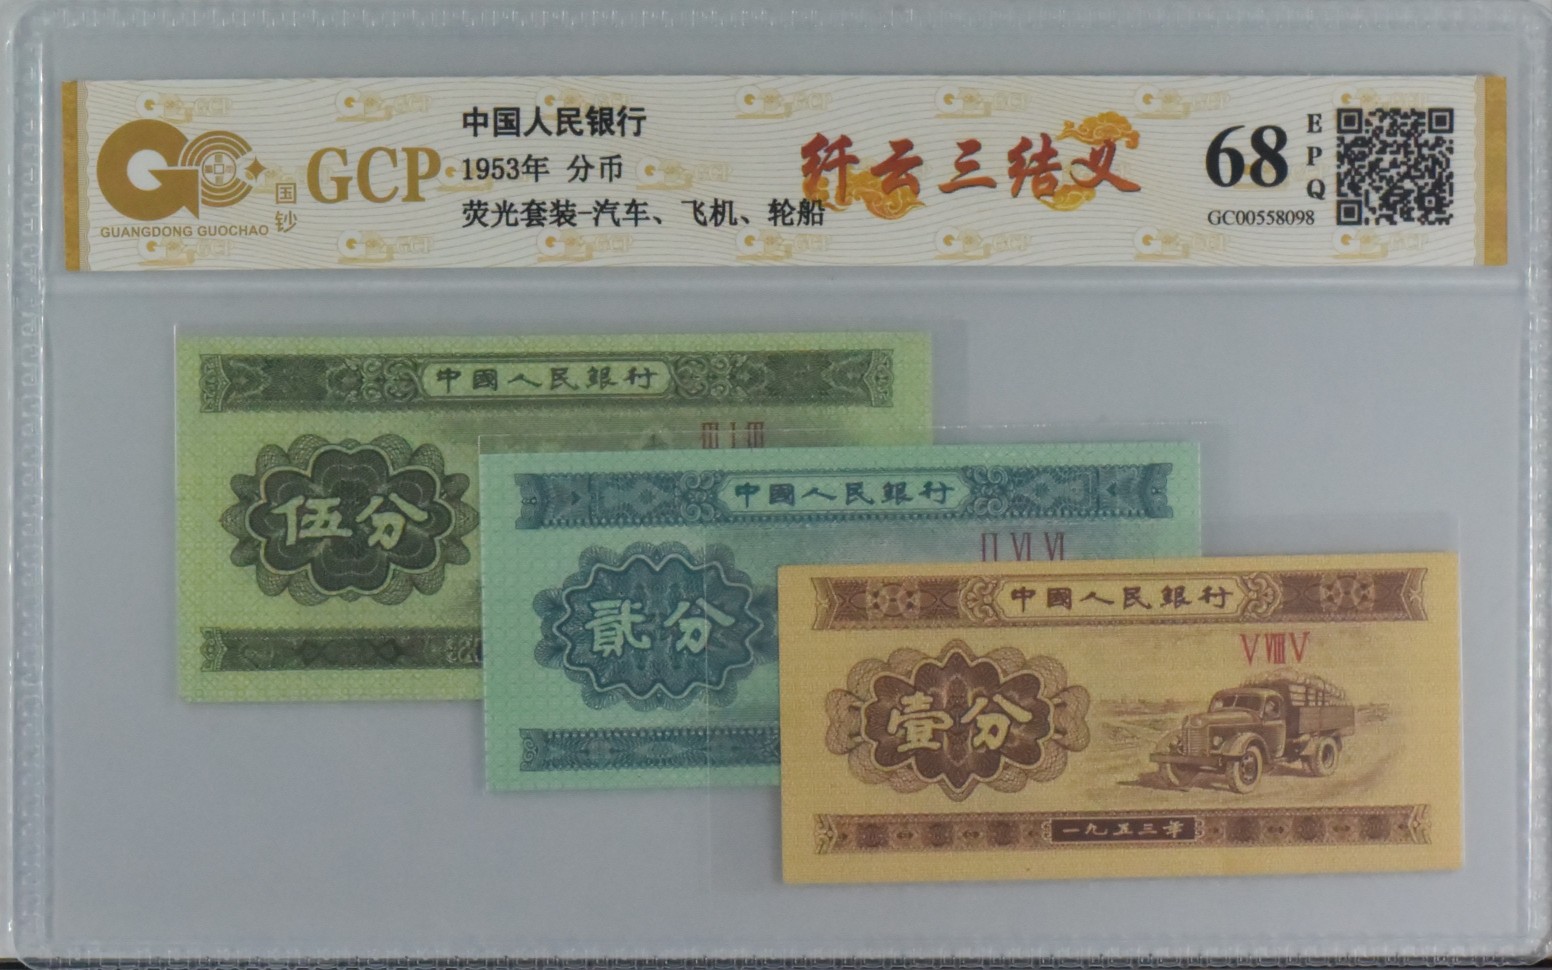 GUANGDONG GUOCHAO
国钞
GCP
中国人民银行
1953年 分币
荧光套装-汽车、飞机、轮船
纤云三结义
68
EPQ
GC00558098
中國人民銀行
伍分
中國人民銀行
VI VI
貳分
中國人民銀行
V VIII V
壹分
一九五三年